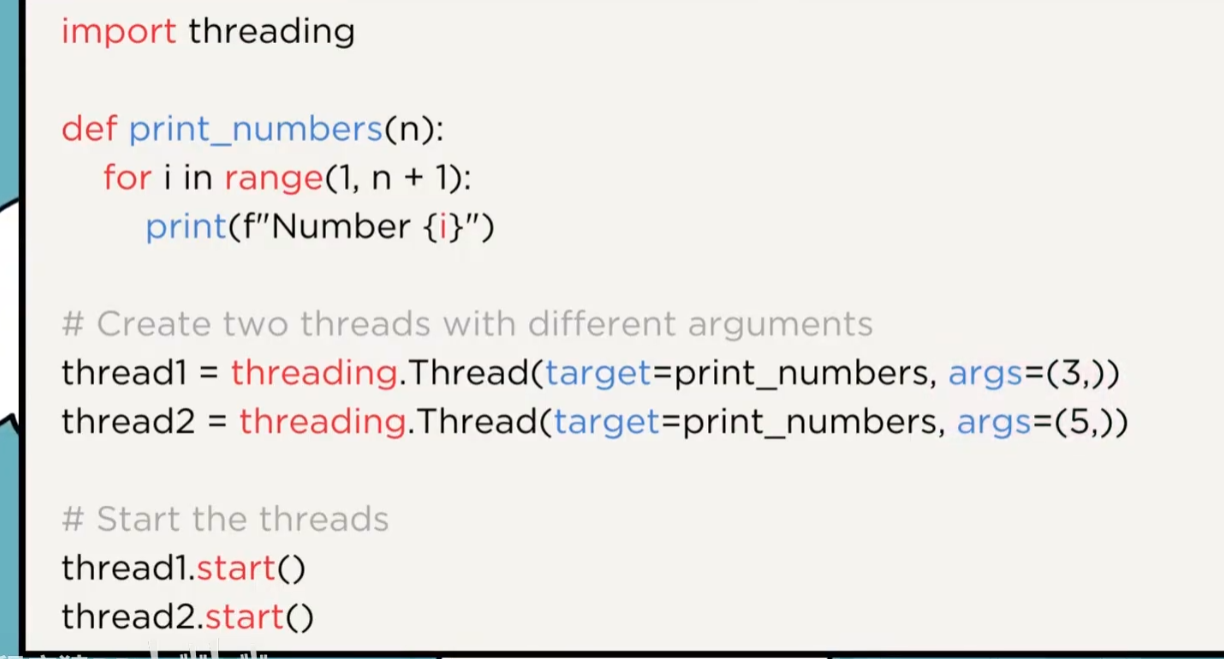 import threading
def print_numbers(n):
for i in range(1, n + 1):
print(f"Number {i}")
# Create two threads with different arguments
thread1 = threading.Thread(target=print_numbers, args=(3,))
thread2 = threading.Thread(target=print_numbers, args=(5,))
# Start the threads
thread1.start()
thread2.start()